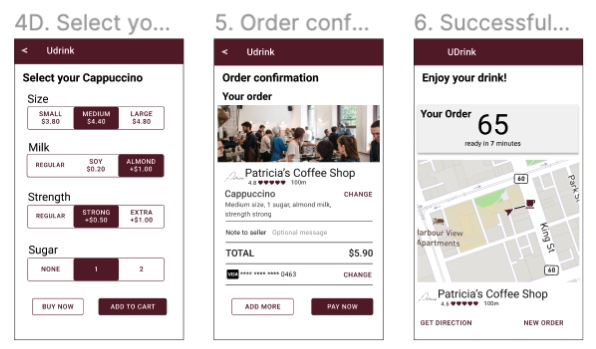 4D. Select yo...
< Udrink
Select your Cappuccino
Size
SMALL MEDIUM LARGE
$3.80 $4.40 $4.80
Milk
REGULAR SOY ALMOND
$0.20 +$1.00
Strength
REGULAR STRONG EXTRA
+$0.50 +$1.00
Sugar
NONE 1 2
BUY NOW ADD TO CART
5. Order conf...
< Udrink
Order confirmation
Your order
Patricia's Coffee Shop
4.8 100m
Cappuccino CHANGE
Medium size, 1 sugar, almond milk,
strength strong
Note to seller Optional message
TOTAL $5.90
VISA **** **** **** 0463 CHANGE
ADD MORE PAY NOW
6. Successful...
UDrink
Enjoy your drink!
Your Order 65
ready in 7 minutes
60
Park St
King St
Harbour View
Apartments
60
Patricia's Coffee Shop
4.8 100m
GET DIRECTION NEW ORDER